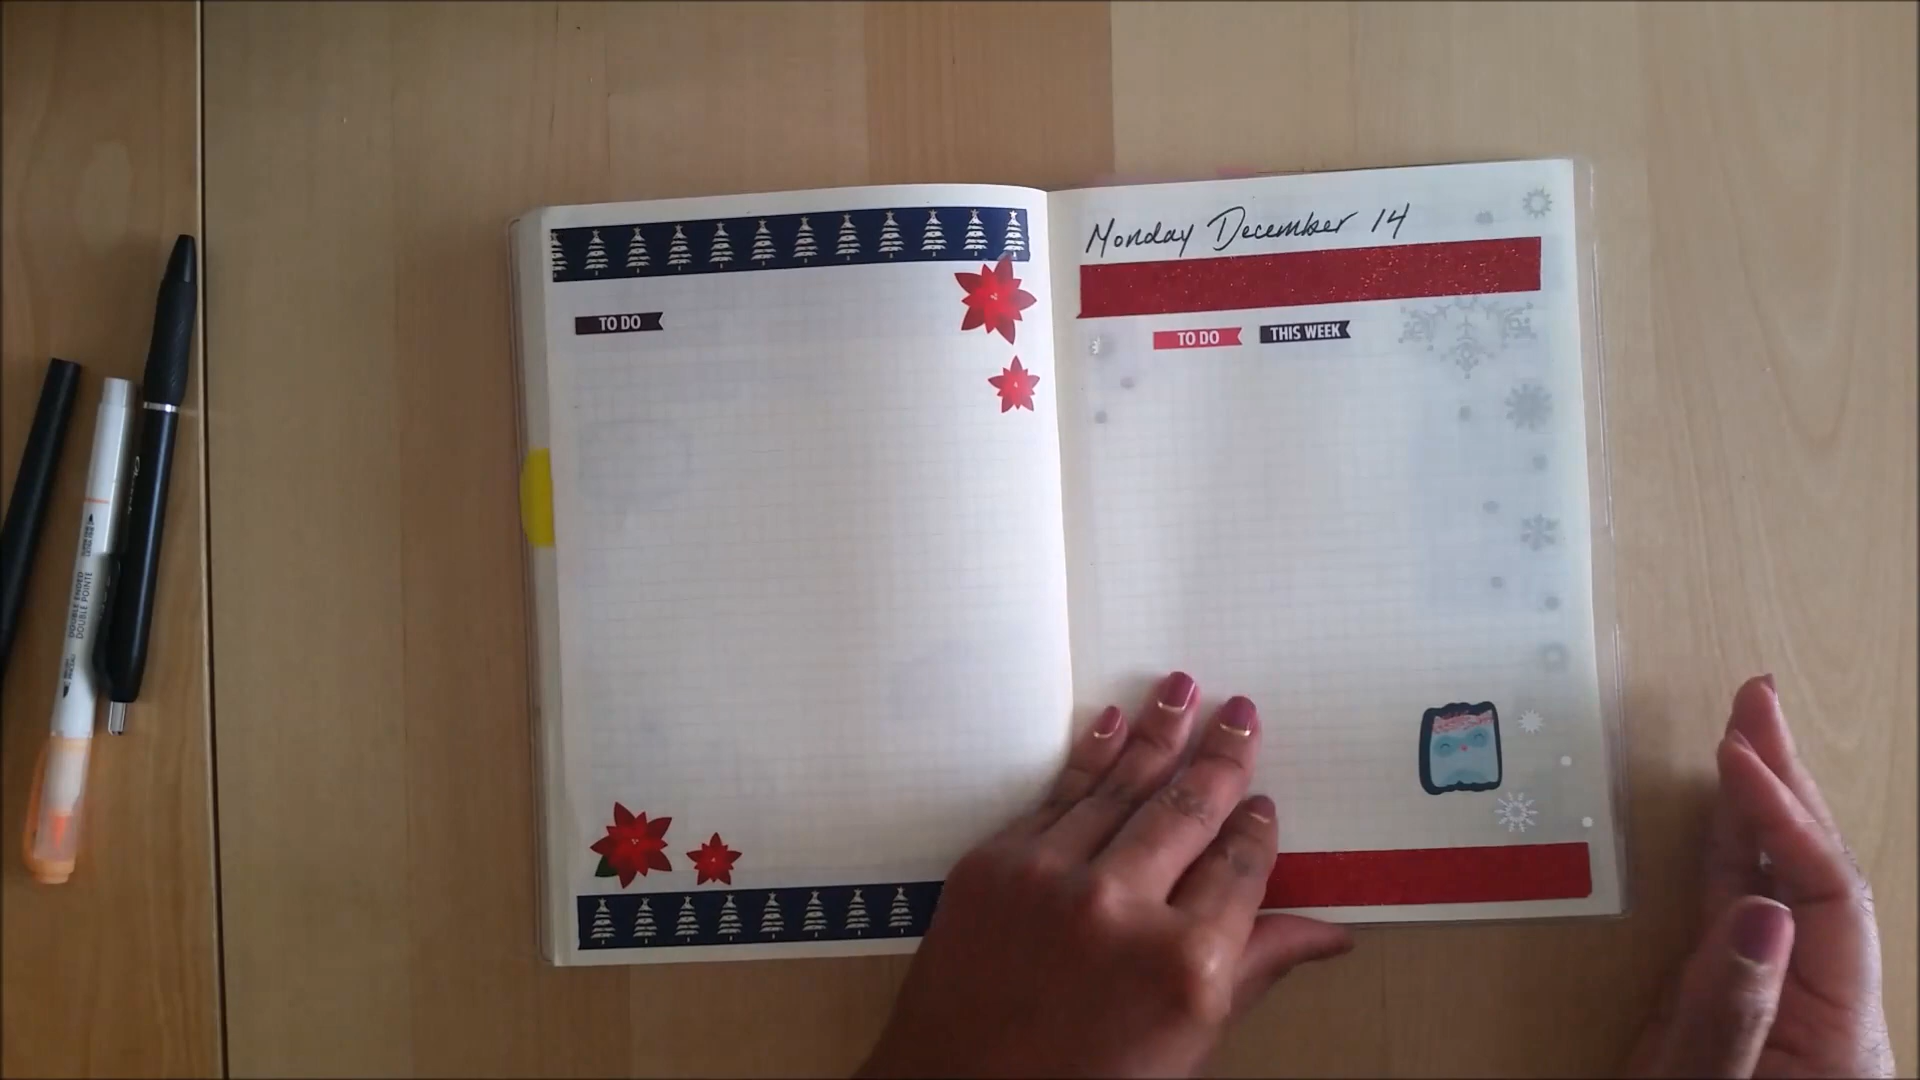 TO DO
Monday December 14
TO DO
THIS WEEK
DOUBLE ENDED
DOUBLE POINTE